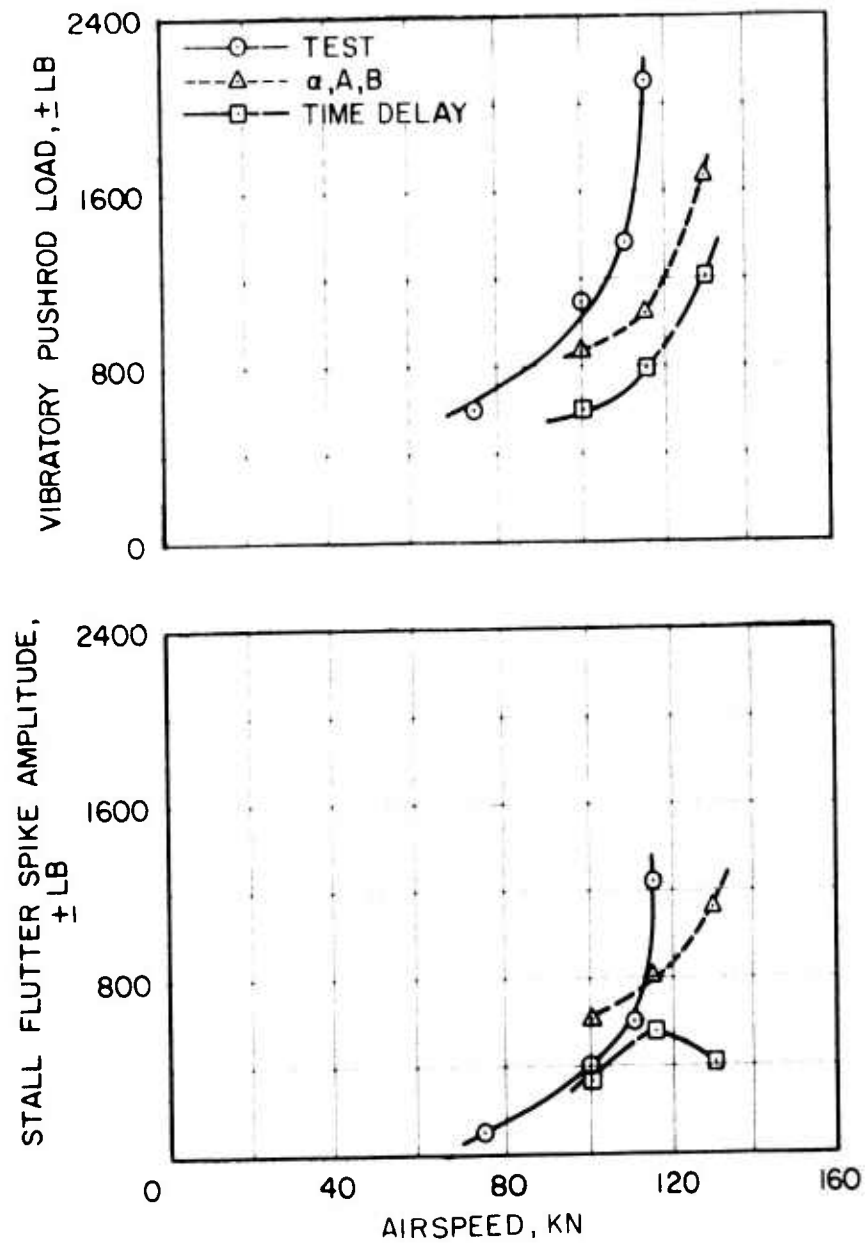 2400
1600
800
0
VIBRATORY PUSHROD LOAD, ± LB
TEST
α, A, B
TIME DELAY
2400
1600
800
STALL FLUTTER SPIKE AMPLITUDE,
± LB
0 40 80 120 160
AIRSPEED, KN